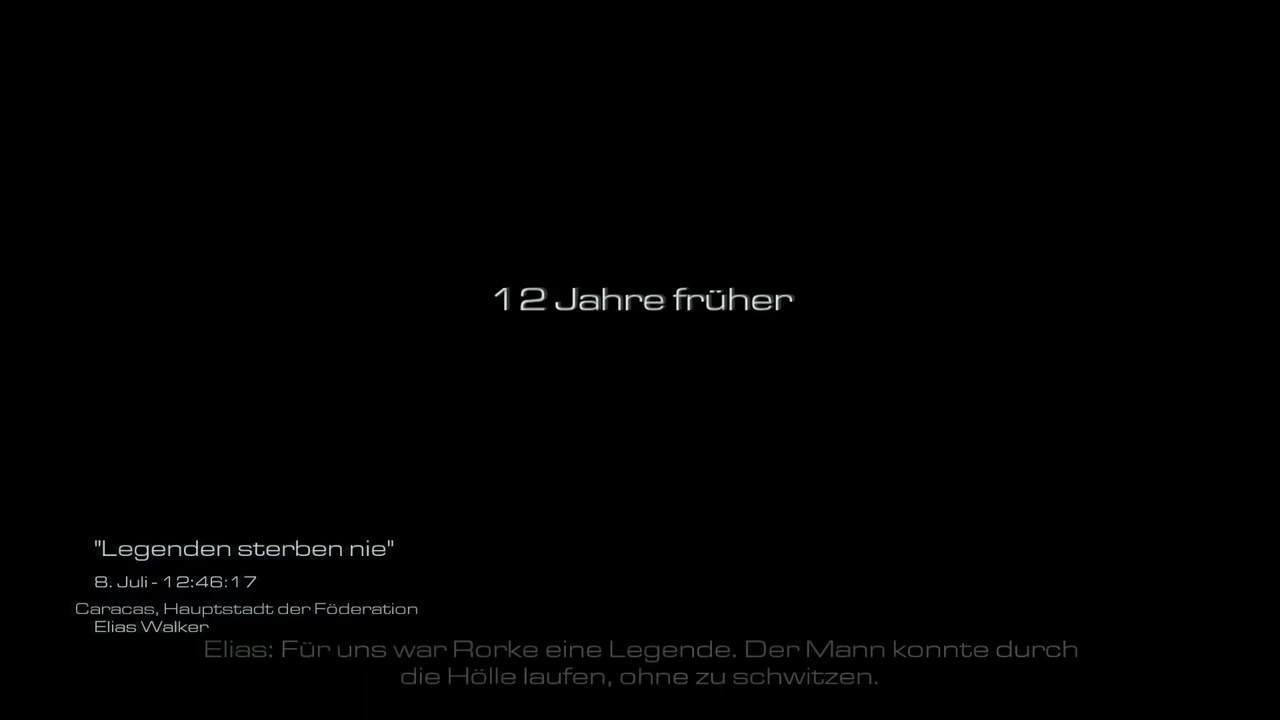 12 Jahre früher
"Legenden sterben nie"
8. Juli - 12:46:17
Caracas, Hauptstadt der Föderation
Elias Walker
Elias: Für uns war Rorke eine Legende. Der Mann konnte durch
die Hölle laufen, ohne zu schwitzen.